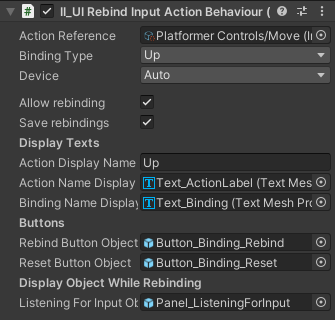 # II_UI Rebind Input Action Behaviour (
Action Reference Platformer Controls/Move (I
Binding Type Up
Device Auto
Allow rebinding
Save rebindings
Display Texts
Action Display Name Up
Action Name Display Text_ActionLabel (Text Mes
Binding Name Display Text_Binding (Text Mesh Pro
Buttons
Rebind Button Object Button_Binding_Rebind
Reset Button Object Button_Binding_Reset
Display Object While Rebinding
Listening For Input Ob Panel_ListeningForInput